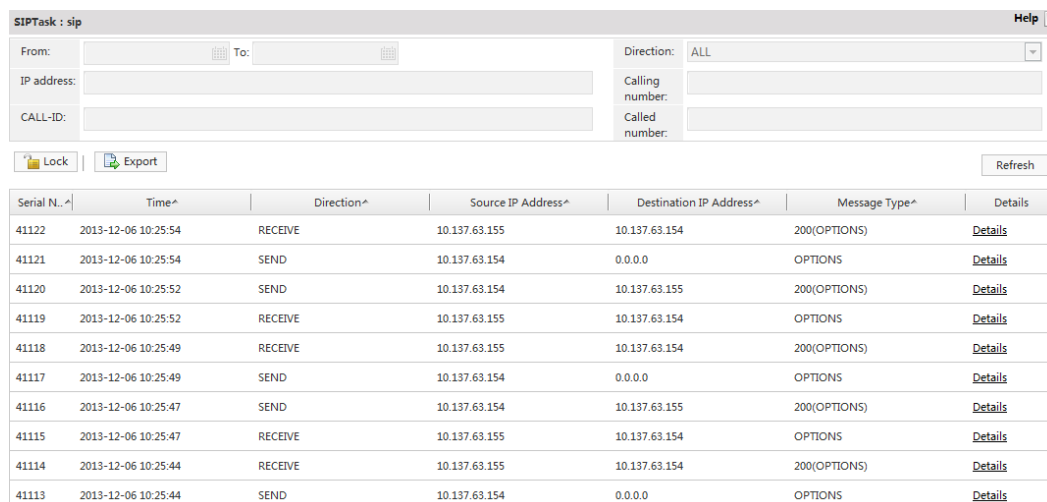 SIPTask : sip Help
From: To: Direction: ALL
IP address: Calling number:
CALL-ID: Called number:
Lock | Export Refresh
Serial N.. Time Direction Source IP Address Destination IP Address Message Type Details
41122 2013-12-06 10:25:54 RECEIVE 10.137.63.155 10.137.63.154 200(OPTIONS) Details
41121 2013-12-06 10:25:54 SEND 10.137.63.154 0.0.0.0 OPTIONS Details
41120 2013-12-06 10:25:52 SEND 10.137.63.154 10.137.63.155 200(OPTIONS) Details
41119 2013-12-06 10:25:52 RECEIVE 10.137.63.155 10.137.63.154 OPTIONS Details
41118 2013-12-06 10:25:49 RECEIVE 10.137.63.155 10.137.63.154 200(OPTIONS) Details
41117 2013-12-06 10:25:49 SEND 10.137.63.154 0.0.0.0 OPTIONS Details
41116 2013-12-06 10:25:47 SEND 10.137.63.154 10.137.63.155 200(OPTIONS) Details
41115 2013-12-06 10:25:47 RECEIVE 10.137.63.155 10.137.63.154 OPTIONS Details
41114 2013-12-06 10:25:44 RECEIVE 10.137.63.155 10.137.63.154 200(OPTIONS) Details
41113 2013-12-06 10:25:44 SEND 10.137.63.154 0.0.0.0 OPTIONS Details